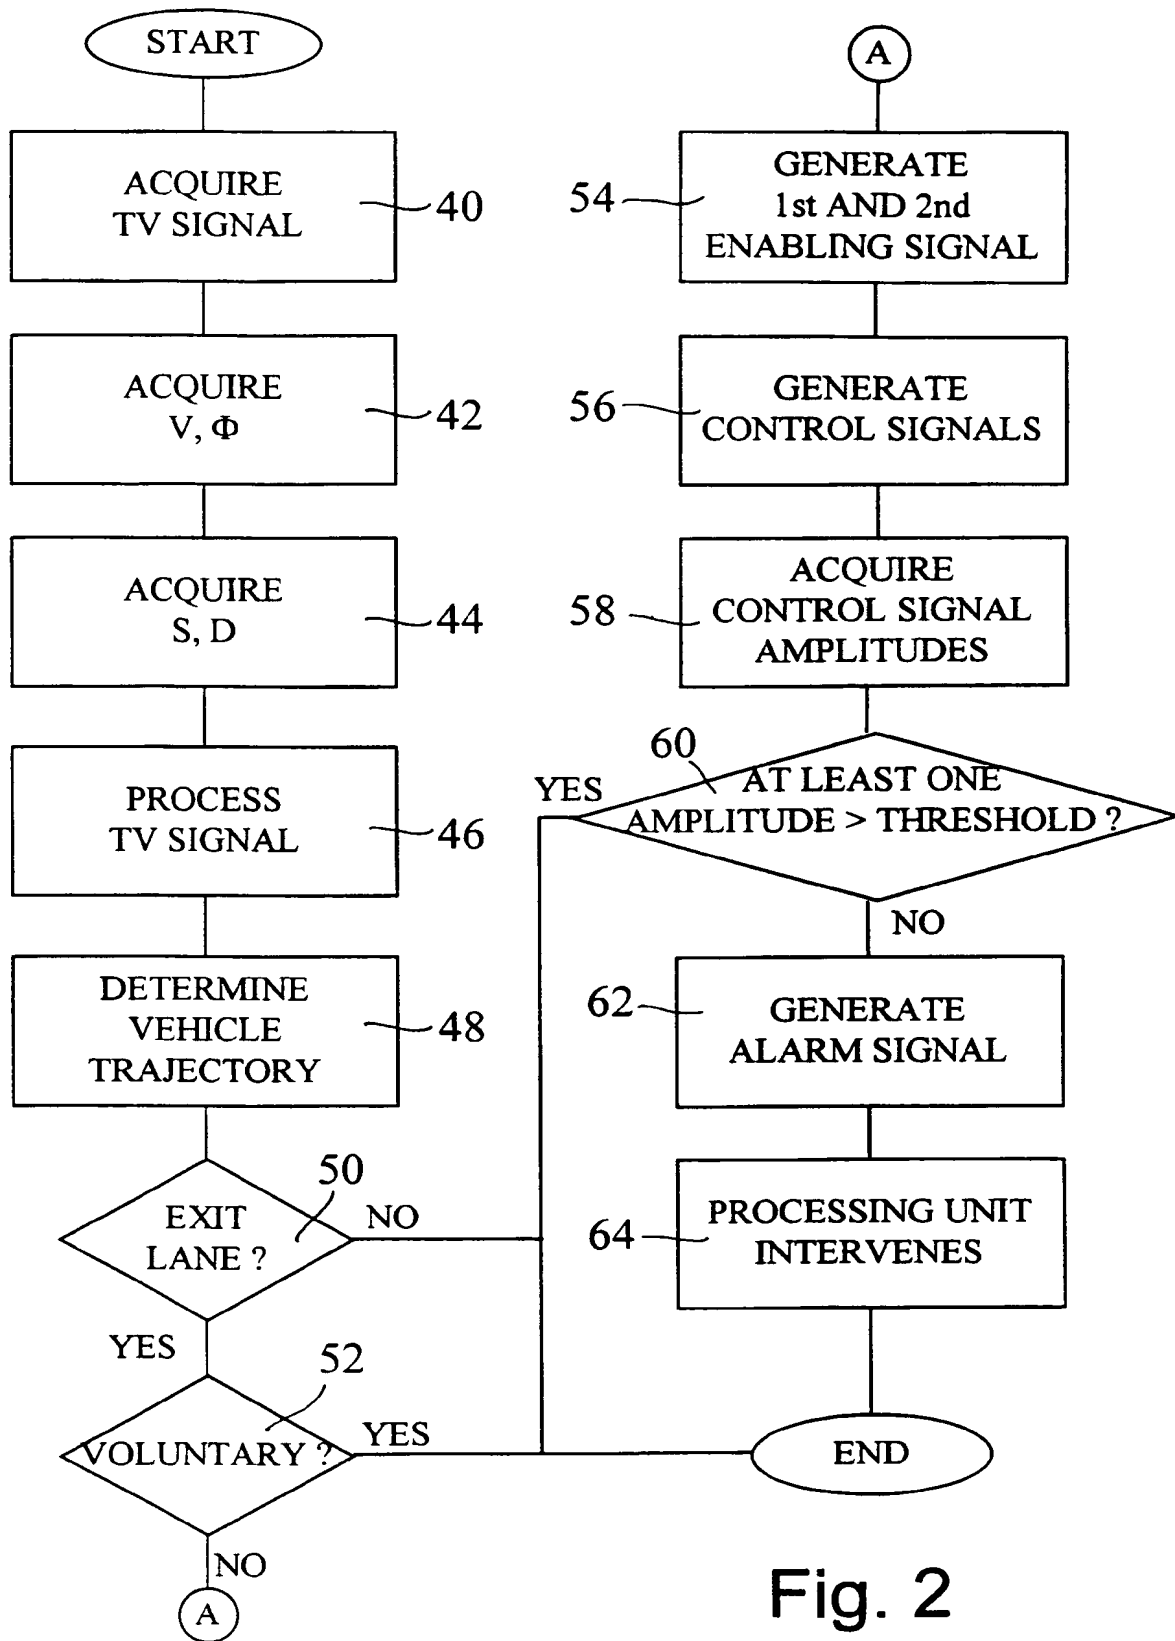 START
ACQUIRE
TV SIGNAL
40
ACQUIRE
V, Φ
42
ACQUIRE
S, D
44
PROCESS
TV SIGNAL
46
DETERMINE
VEHICLE
TRAJECTORY
48
EXIT
LANE ?
50
NO
YES
VOLUNTARY ?
52
YES
NO
A
A
GENERATE
1st AND 2nd
ENABLING SIGNAL
54
GENERATE
CONTROL SIGNALS
56
ACQUIRE
CONTROL SIGNAL
AMPLITUDES
58
60
AT LEAST ONE
AMPLITUDE > THRESHOLD ?
YES
NO
GENERATE
ALARM SIGNAL
62
PROCESSING UNIT
INTERVENES
64
END
Fig. 2